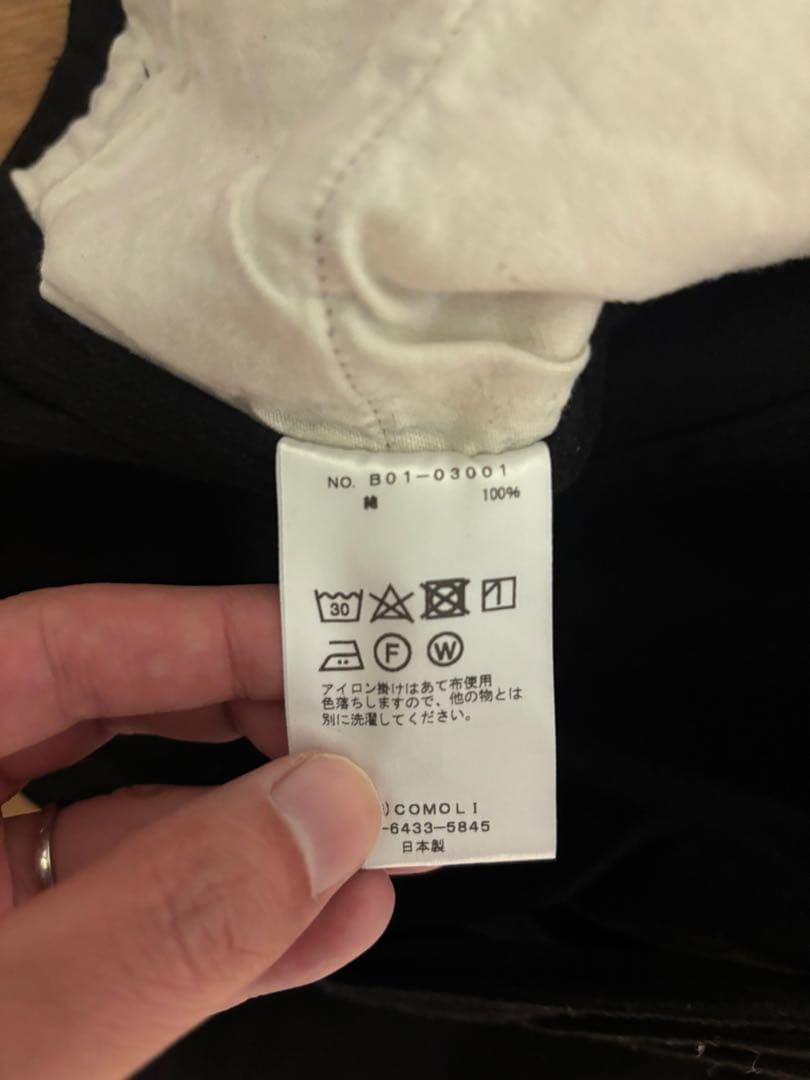 NO. B01-03001
綿 100%
30
F W
アイロン掛けはあて布使用
色落ちしますので、他の物とは
別に洗濯してください。
COMOLI
-6433-5845
日本製